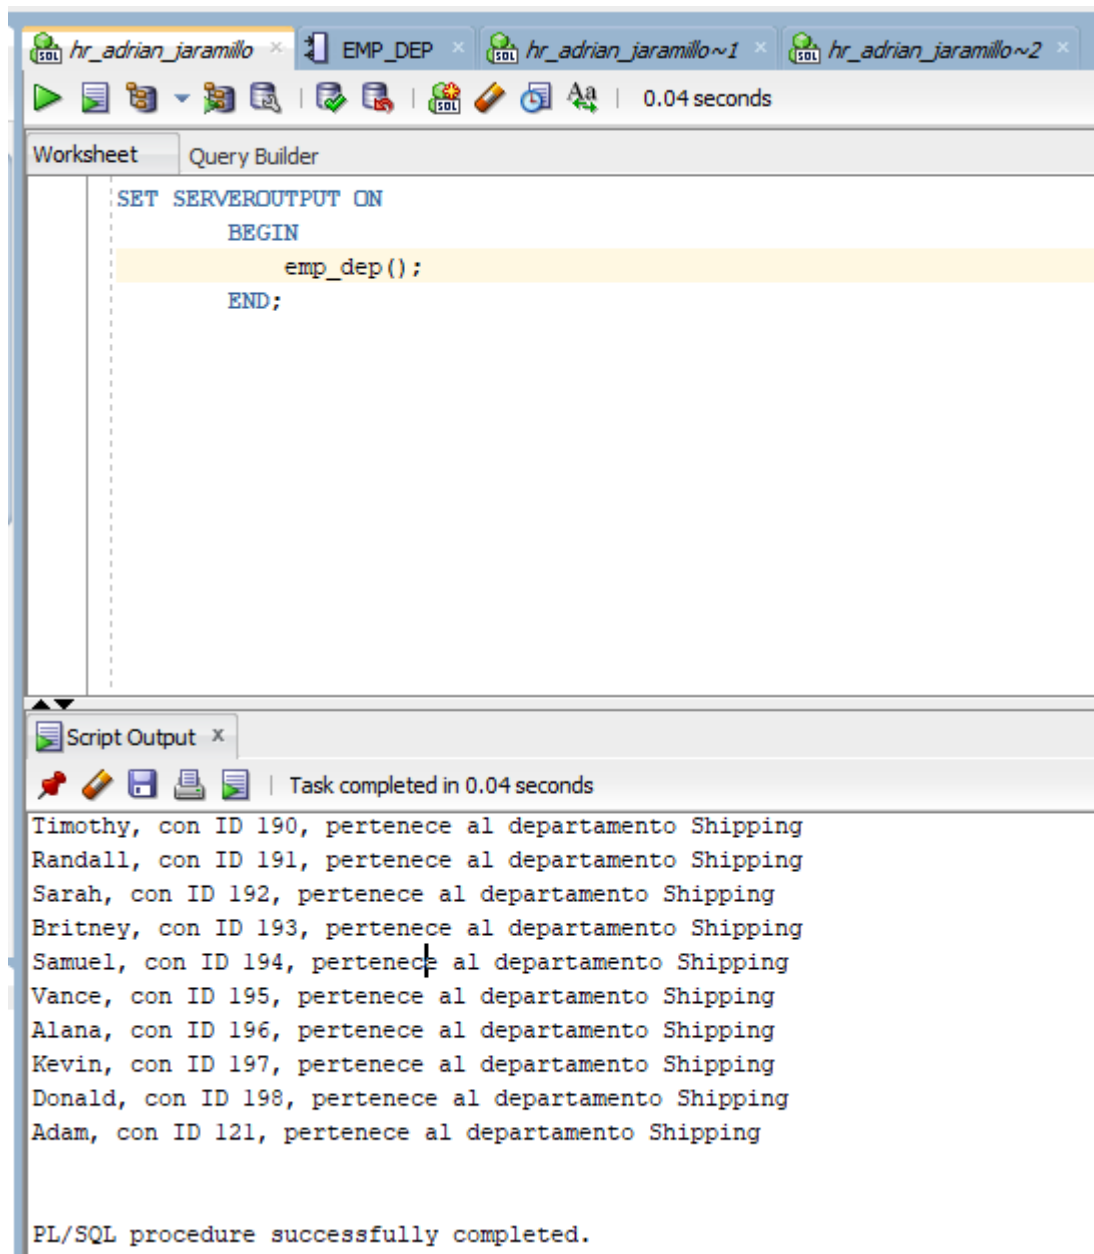 hr_adrian_jaramillo EMP_DEP hr_adrian_jaramillo~1 hr_adrian_jaramillo~2
SQL SQL SQL
SQL Aa 0.04 seconds
Worksheet Query Builder
SET SERVEROUTPUT ON
BEGIN
emp_dep();
END;
Script Output x
Task completed in 0.04 seconds
Timothy, con ID 190, pertenece al departamento Shipping
Randall, con ID 191, pertenece al departamento Shipping
Sarah, con ID 192, pertenece al departamento Shipping
Britney, con ID 193, pertenece al departamento Shipping
Samuel, con ID 194, pertenece al departamento Shipping
Vance, con ID 195, pertenece al departamento Shipping
Alana, con ID 196, pertenece al departamento Shipping
Kevin, con ID 197, pertenece al departamento Shipping
Donald, con ID 198, pertenece al departamento Shipping
Adam, con ID 121, pertenece al departamento Shipping
PL/SQL procedure successfully completed.